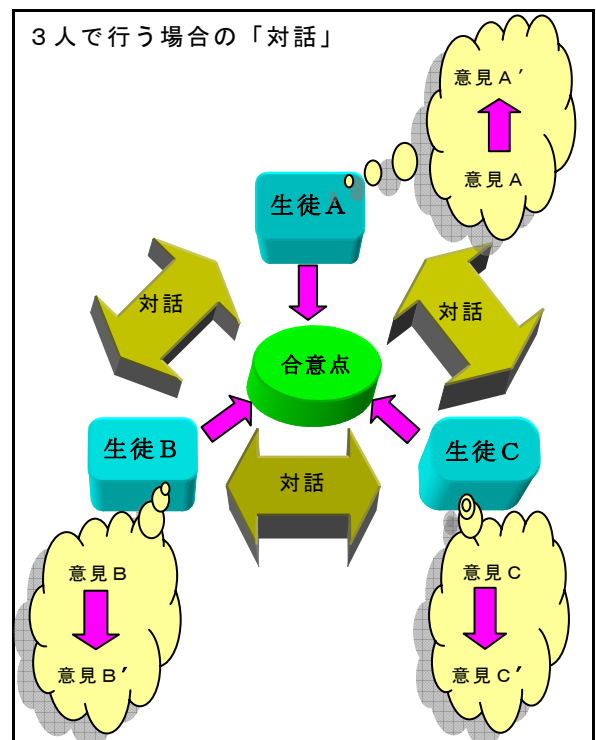 ３人で行う場合の「対話」
意見Ａ′
意見Ａ
生徒Ａ
対話
対話
合意点
生徒Ｂ
生徒Ｃ
対話
意見Ｂ
意見Ｂ′
意見Ｃ
意見Ｃ′